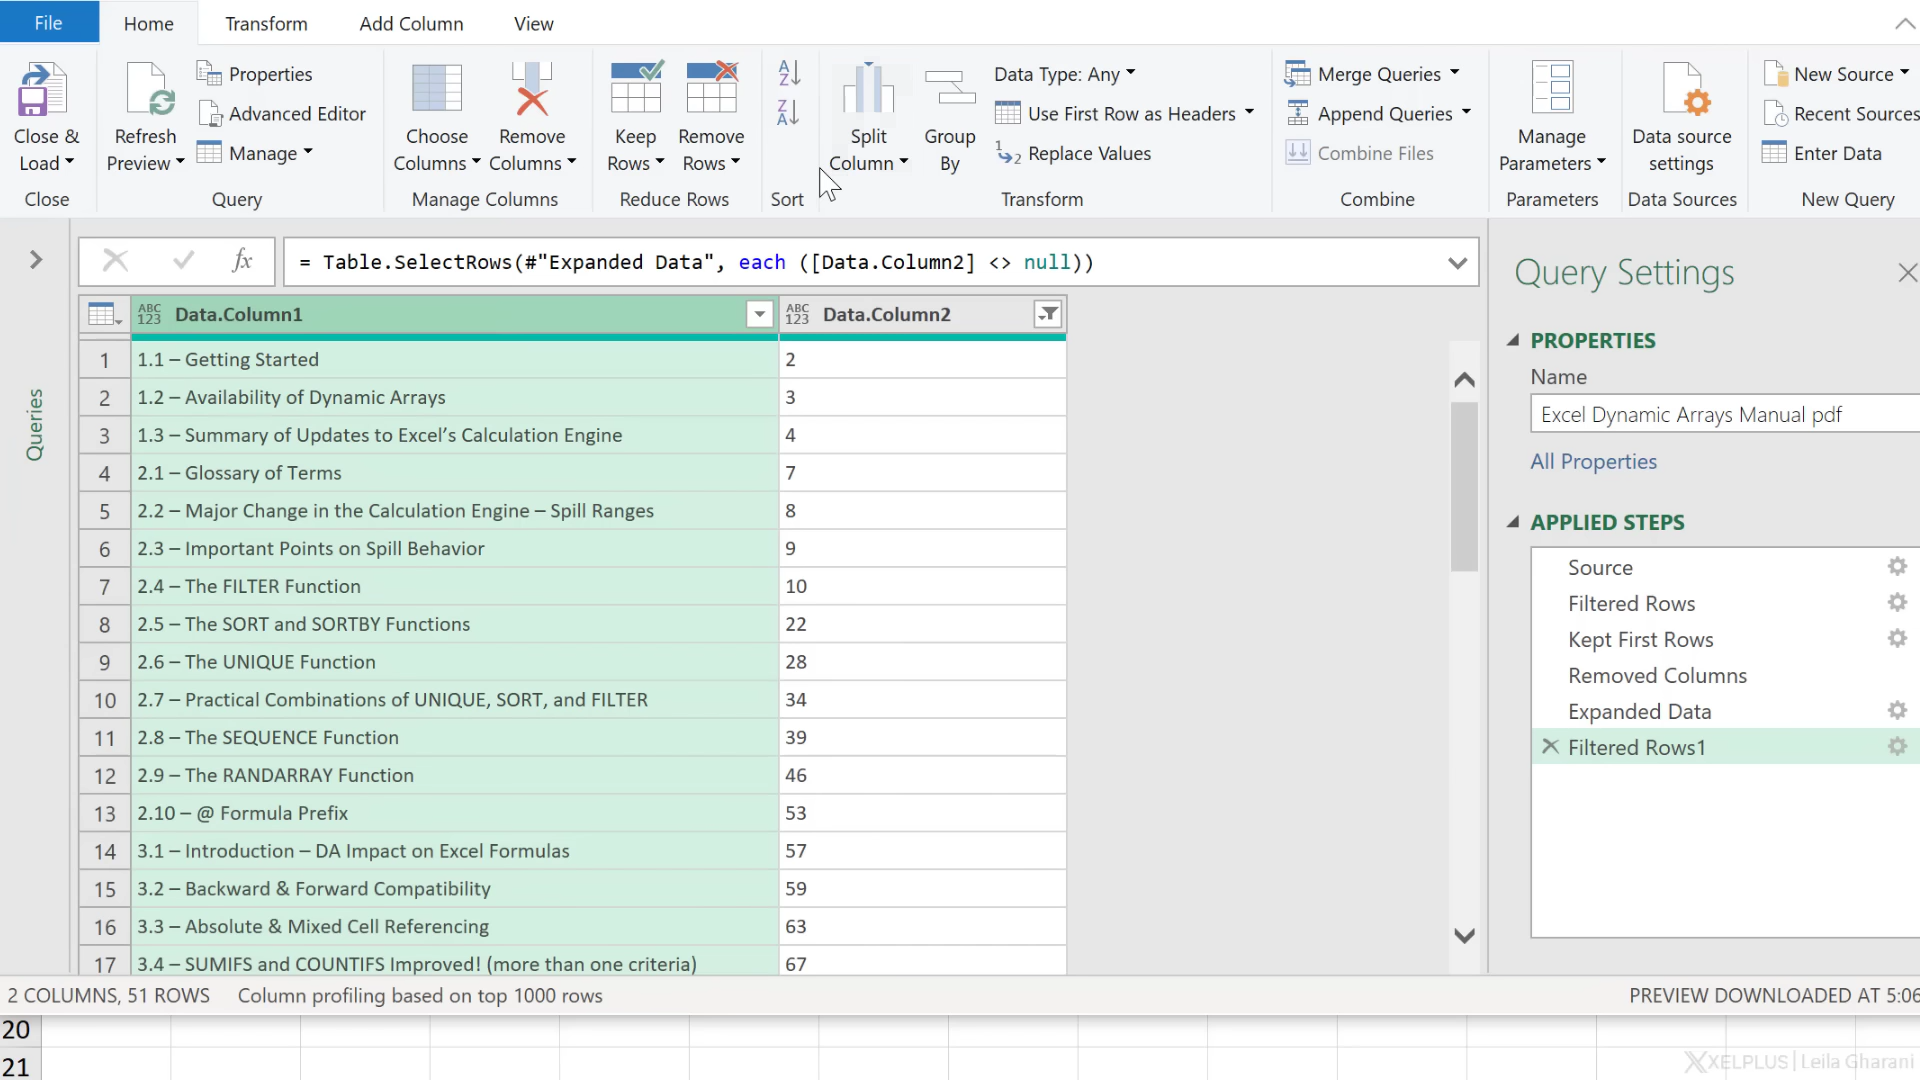 File Home Transform Add Column View
Close & Load
Refresh Preview
Properties
Advanced Editor
Manage
Choose Columns
Remove Columns
Keep Rows
Remove Rows
Split Column
Group By
Data Type: Any
Use First Row as Headers
Replace Values
Merge Queries
Append Queries
Combine Files
Manage Parameters
Data source settings
New Source
Recent Sources
Enter Data
Close Query Manage Columns Reduce Rows Sort Transform Combine Parameters Data Sources New Query
fx = Table.SelectRows(#"Expanded Data", each ([Data.Column2] <> null))
Queries
ABC 123 Data.Column1 ABC 123 Data.Column2
1 1.1 – Getting Started 2
2 1.2 – Availability of Dynamic Arrays 3
3 1.3 – Summary of Updates to Excel’s Calculation Engine 4
4 2.1 – Glossary of Terms 7
5 2.2 – Major Change in the Calculation Engine – Spill Ranges 8
6 2.3 – Important Points on Spill Behavior 9
7 2.4 – The FILTER Function 10
8 2.5 – The SORT and SORTBY Functions 22
9 2.6 – The UNIQUE Function 28
10 2.7 – Practical Combinations of UNIQUE, SORT, and FILTER 34
11 2.8 – The SEQUENCE Function 39
12 2.9 – The RANDARRAY Function 46
13 2.10 – @ Formula Prefix 53
14 3.1 – Introduction – DA Impact on Excel Formulas 57
15 3.2 – Backward & Forward Compatibility 59
16 3.3 – Absolute & Mixed Cell Referencing 63
17 3.4 – SUMIFS and COUNTIFS Improved! (more than one criteria) 67
Query Settings
PROPERTIES
Name
Excel Dynamic Arrays Manual pdf
All Properties
APPLIED STEPS
Source
Filtered Rows
Kept First Rows
Removed Columns
Expanded Data
Filtered Rows1
2 COLUMNS, 51 ROWS Column profiling based on top 1000 rows PREVIEW DOWNLOADED AT 5:06
20
21
XELPLUS | Leila Gharani